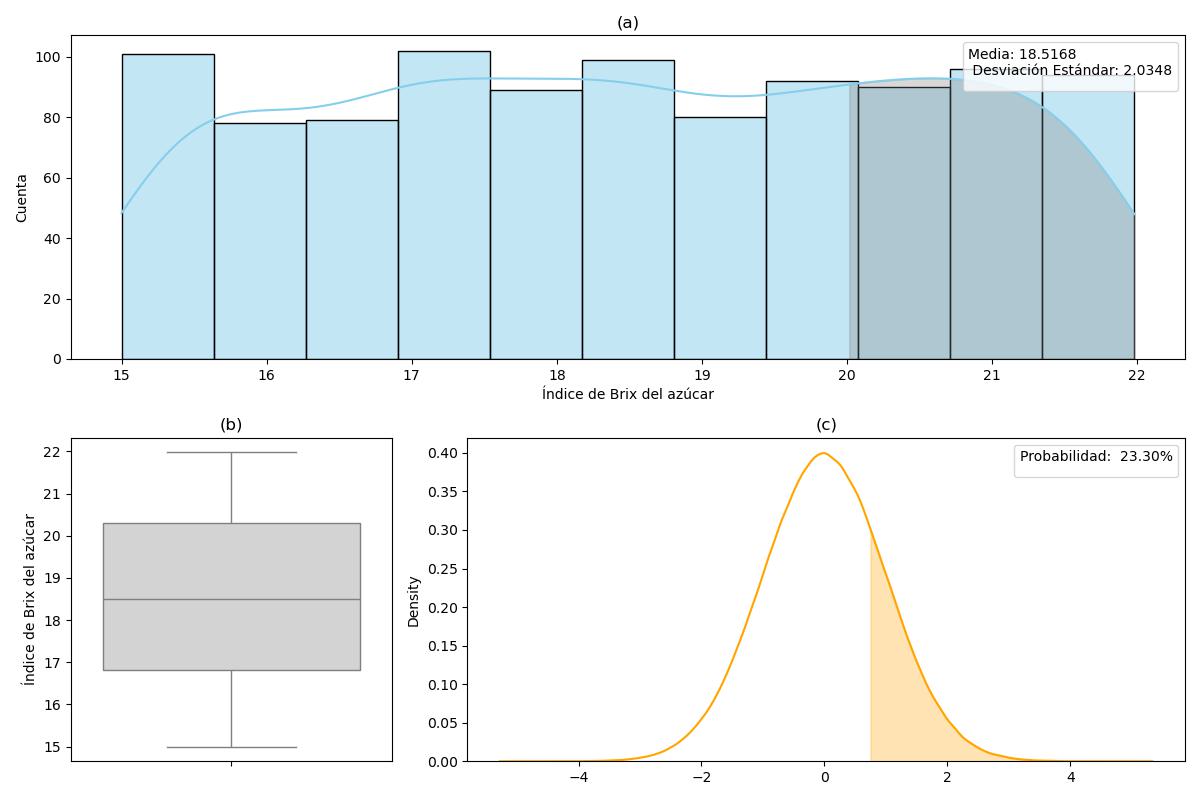 (a)
100
80
60
40
20
0
Cuenta
Media: 18.5168
Desviación Estándar: 2.0348
15 16 17 18 19 20 21 22
Índice de Brix del azúcar
(b)
22
21
20
19
18
17
16
15
Índice de Brix del azúcar
(c)
0.40
0.35
0.30
0.25
0.20
0.15
0.10
0.05
0.00
Density
Probabilidad: 23.30%
−4 −2 0 2 4